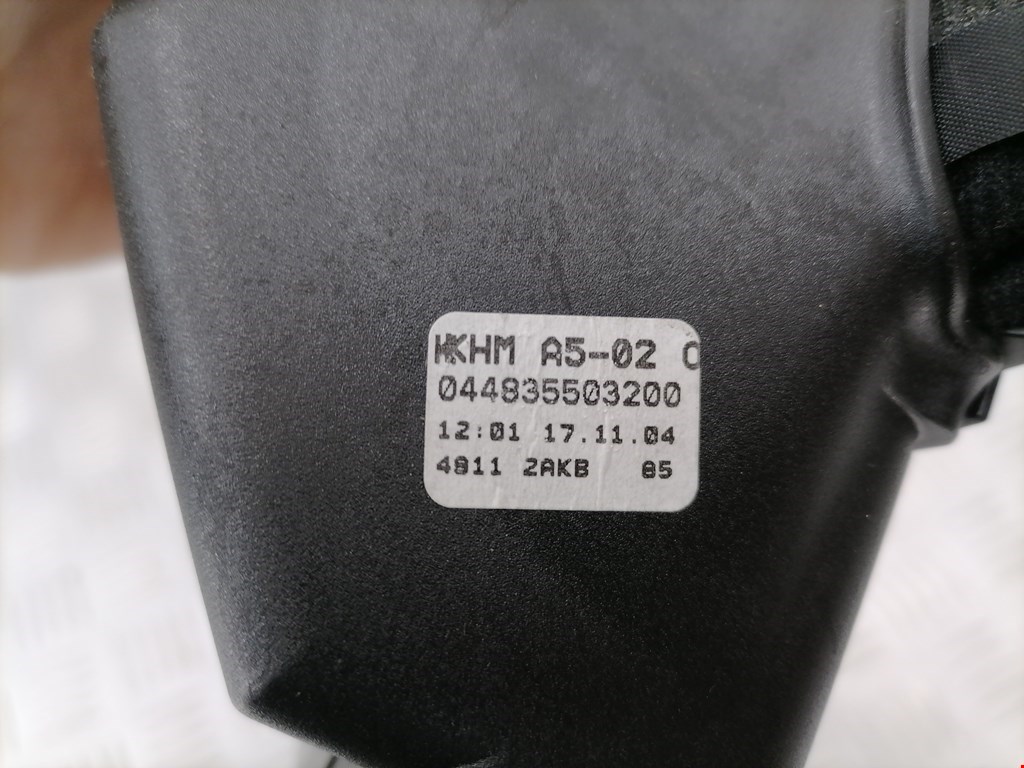 KHM A5-02
044835503200
12:01 17.11.04
4811 2AKB 85